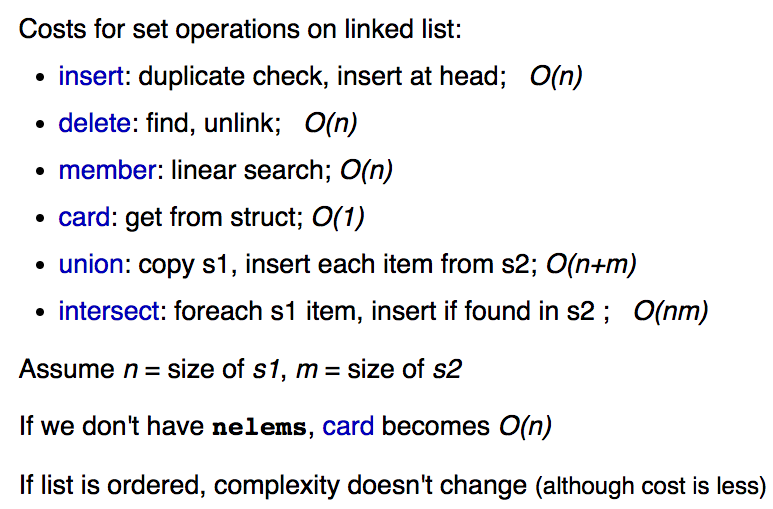 Costs for set operations on linked list:
• insert: duplicate check, insert at head; O(n)
• delete: find, unlink; O(n)
• member: linear search; O(n)
• card: get from struct; O(1)
• union: copy s1, insert each item from s2; O(n+m)
• intersect: foreach s1 item, insert if found in s2 ; O(nm)
Assume n = size of s1, m = size of s2
If we don't have nelems, card becomes O(n)
If list is ordered, complexity doesn't change (although cost is less)